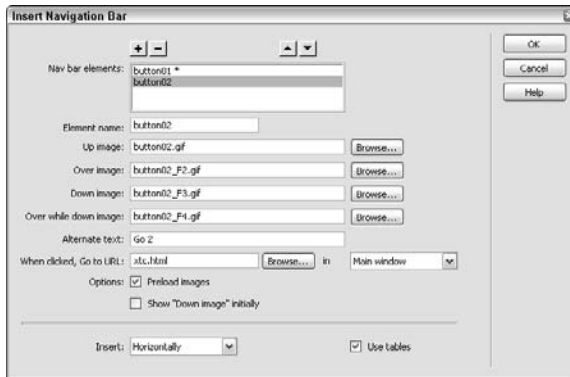 Insert Navigation Bar
OK
Nav bar elements: button01 *
button02
Cancel
Help
Element name: button02
Up image: button02.gif Browse...
Over image: button02_F2.gif Browse...
Down image: button02_F3.gif Browse...
Over while down image: button02_F4.gif Browse...
Alternate text: Go 2
When clicked, Go to URL: xtc.html Browse... in Main window
Options: Preload images
Show "Down image" initially
Insert: Horizontally Use tables